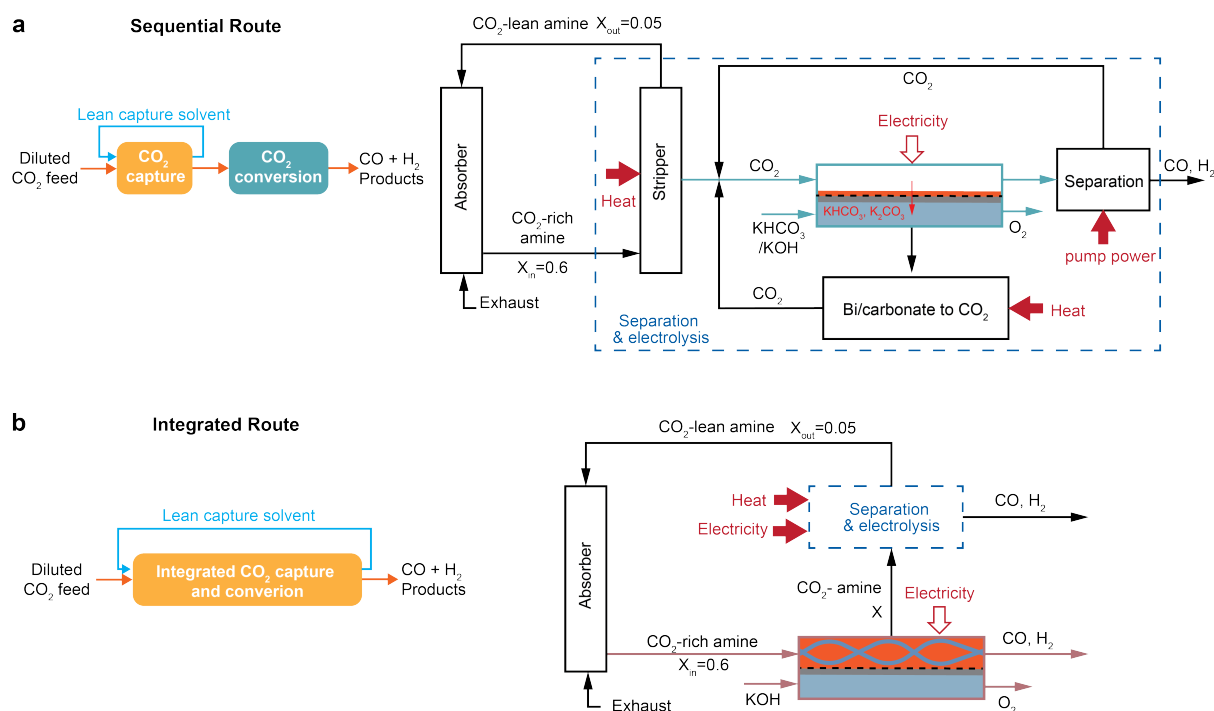 a
Sequential Route
Lean capture solvent
Diluted
CO₂ feed
CO₂
capture
CO₂
conversion
CO + H₂
Products
CO₂-lean amine X_out=0.05
Absorber
CO₂-rich
amine
X_in=0.6
Exhaust
Heat
Stripper
Separation
& electrolysis
CO₂
CO₂
Electricity
KHCO₃
/KOH
KHCO₃, K₂CO₃
O₂
Separation
CO, H₂
pump power
CO₂
Bi/carbonate to CO₂
Heat
b
Integrated Route
Lean capture solvent
Diluted
CO₂ feed
Integrated CO₂ capture
and converion
CO + H₂
Products
CO₂-lean amine X_out=0.05
Absorber
Heat
Electricity
Separation
& electrolysis
CO, H₂
CO₂- amine
X
Electricity
CO₂-rich amine
X_in=0.6
CO, H₂
KOH
O₂
Exhaust